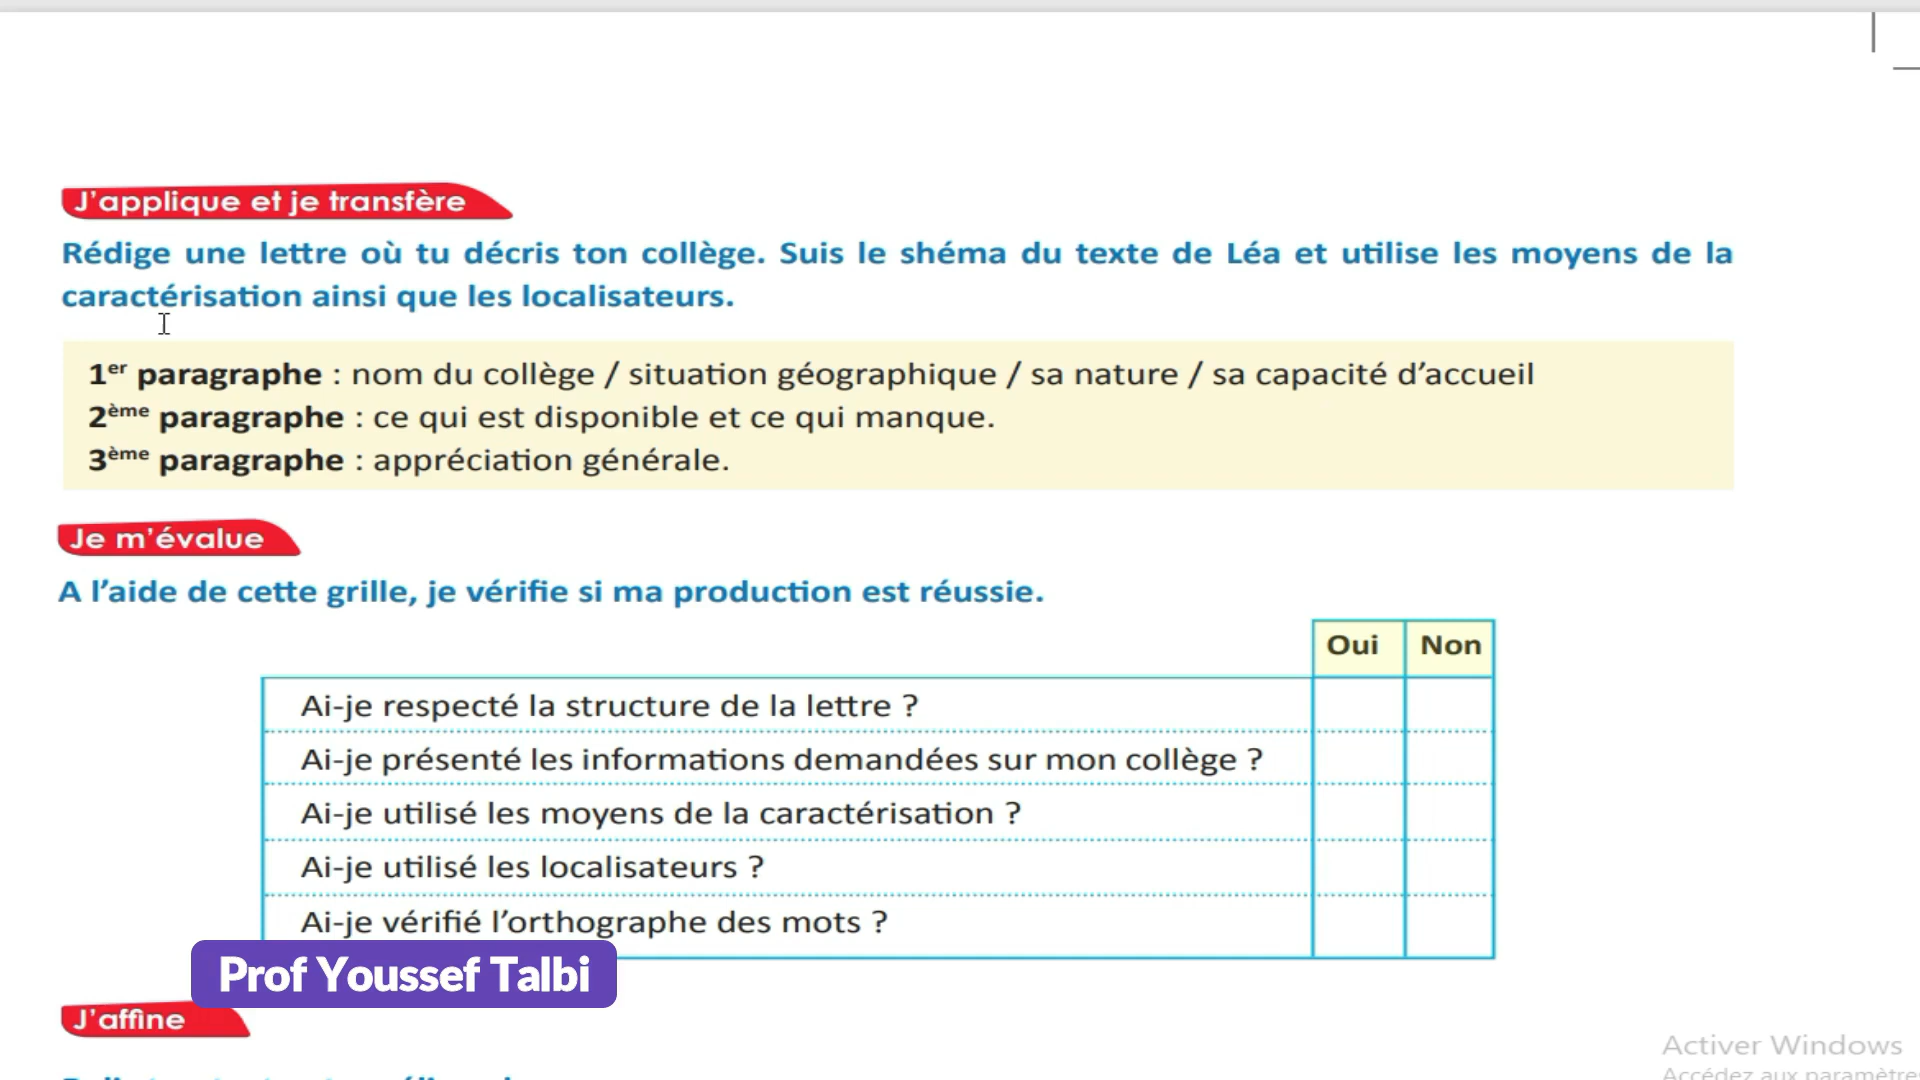 J'applique et je transfère
Rédige une lettre où tu décris ton collège. Suis le shéma du texte de Léa et utilise les moyens de la
caractérisation ainsi que les localisateurs.
1er paragraphe : nom du collège / situation géographique / sa nature / sa capacité d'accueil
2ème paragraphe : ce qui est disponible et ce qui manque.
3ème paragraphe : appréciation générale.
Je m'évalue
A l'aide de cette grille, je vérifie si ma production est réussie.
Oui Non
Ai-je respecté la structure de la lettre ?
Ai-je présenté les informations demandées sur mon collège ?
Ai-je utilisé les moyens de la caractérisation ?
Ai-je utilisé les localisateurs ?
Ai-je vérifié l'orthographe des mots ?
Prof Youssef Talbi
J'affine
Activer Windows
Accédez aux paramètres